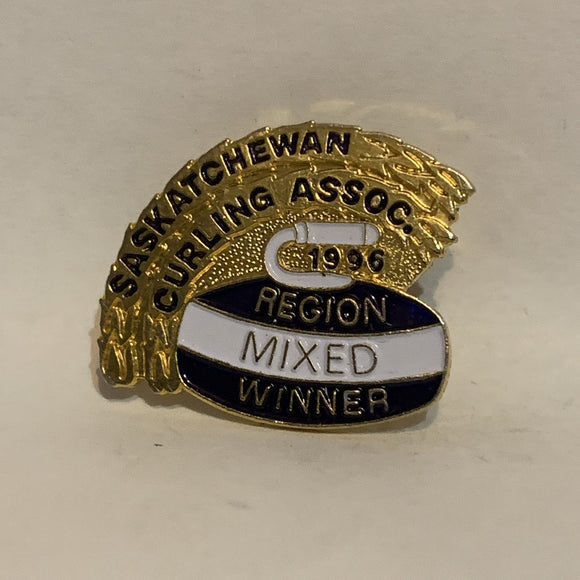 SASKATCHEWAN
CURLING ASSOC.
1996
REGION
MIXED
WINNER